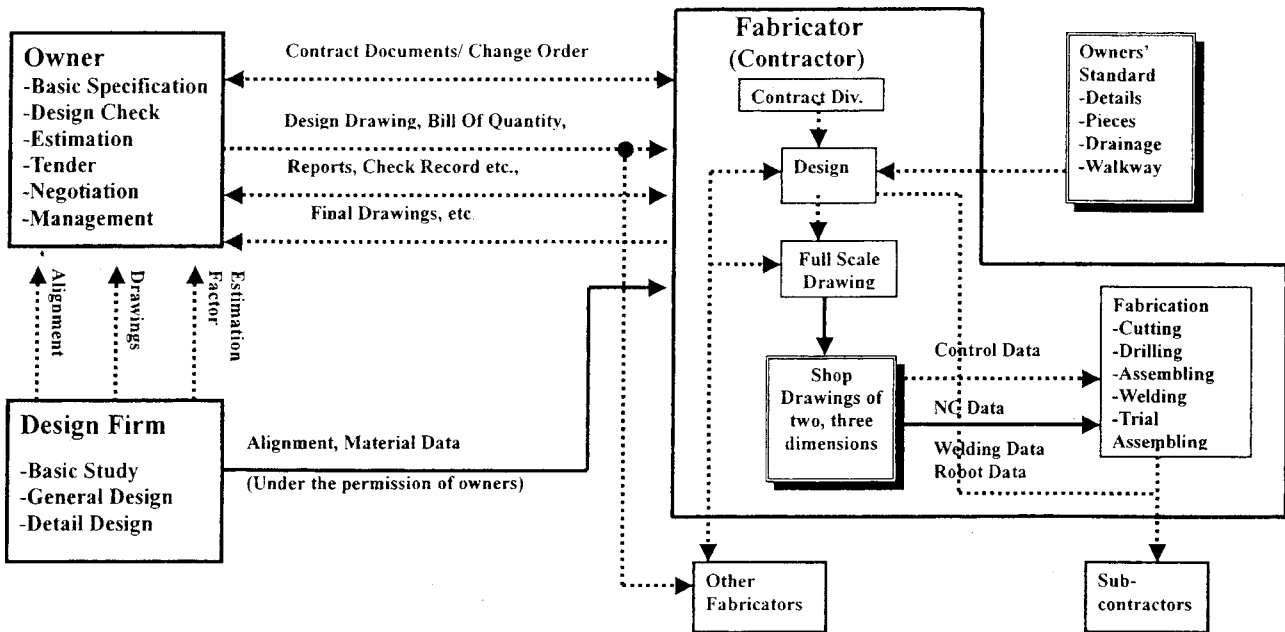 Owner
-Basic Specification
-Design Check
-Estimation
-Tender
-Negotiation
-Management
Contract Documents/ Change Order
Design Drawing, Bill Of Quantity,
Reports, Check Record etc.,
Final Drawings, etc
Alignment
Drawings
Estimation
Factor
Design Firm
-Basic Study
-General Design
-Detail Design
Alignment, Material Data
(Under the permission of owners)
Fabricator
(Contractor)
Contract Div.
Design
Full Scale
Drawing
Shop
Drawings of
two, three
dimensions
Owners'
Standard
-Details
-Pieces
-Drainage
-Walkway
Control Data
NC Data
Welding Data
Robot Data
Fabrication
-Cutting
-Drilling
-Assembling
-Welding
-Trial
Assembling
Other
Fabricators
Sub-
contractors